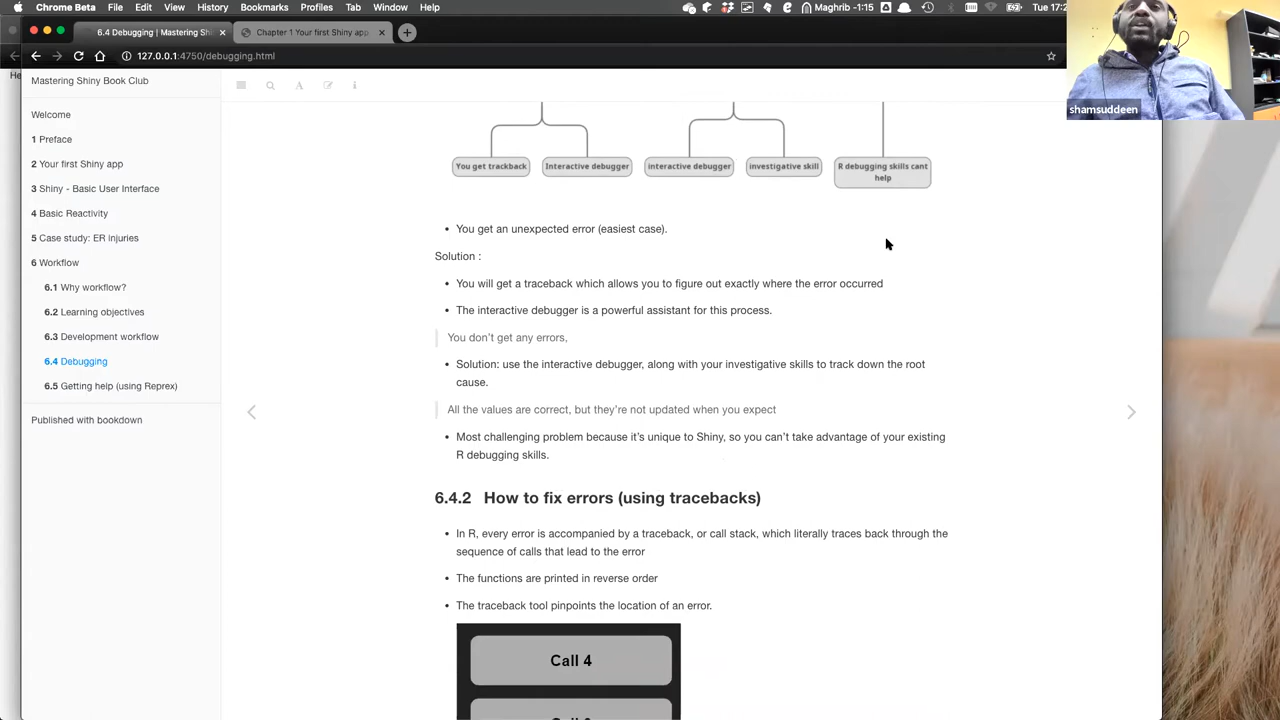 Chrome Beta File Edit View History Bookmarks Profiles Tab Window Help
Maghrib -1:15
Tue 17:2
6.4 Debugging | Mastering Shi
Chapter 1 Your first Shiny app
127.0.0.1:4750/debugging.html
He
shamsuddeen
Mastering Shiny Book Club
Welcome
1 Preface
2 Your first Shiny app
3 Shiny - Basic User Interface
4 Basic Reactivity
5 Case study: ER injuries
6 Workflow
6.1 Why workflow?
6.2 Learning objectives
6.3 Development workflow
6.4 Debugging
6.5 Getting help (using Reprex)
Published with bookdown
You get trackback
Interactive debugger
interactive debugger
investigative skill
R debugging skills cant
help
• You get an unexpected error (easiest case).
Solution :
• You will get a traceback which allows you to figure out exactly where the error occurred
• The interactive debugger is a powerful assistant for this process.
You don't get any errors,
• Solution: use the interactive debugger, along with your investigative skills to track down the root
cause.
All the values are correct, but they're not updated when you expect
• Most challenging problem because it's unique to Shiny, so you can't take advantage of your existing
R debugging skills.
6.4.2 How to fix errors (using tracebacks)
• In R, every error is accompanied by a traceback, or call stack, which literally traces back through the
sequence of calls that lead to the error
• The functions are printed in reverse order
• The traceback tool pinpoints the location of an error.
Call 4